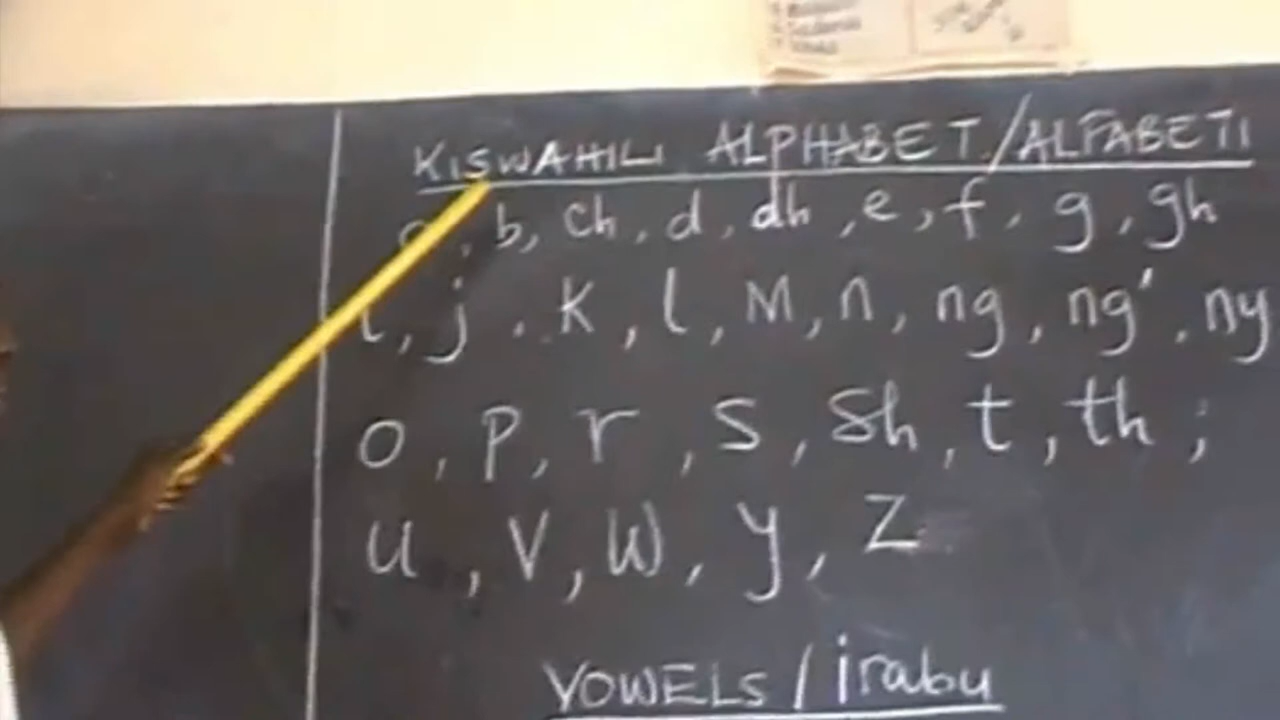 KISWAHILI ALPHABET/ALFABETI
a, b, ch, d, dh, e, f, g, gh
i, j, k, l, M, n, ng, ng', ny
o, p, r, s, sh, t, th;
u, v, w, y, z
VOWELS/irabu